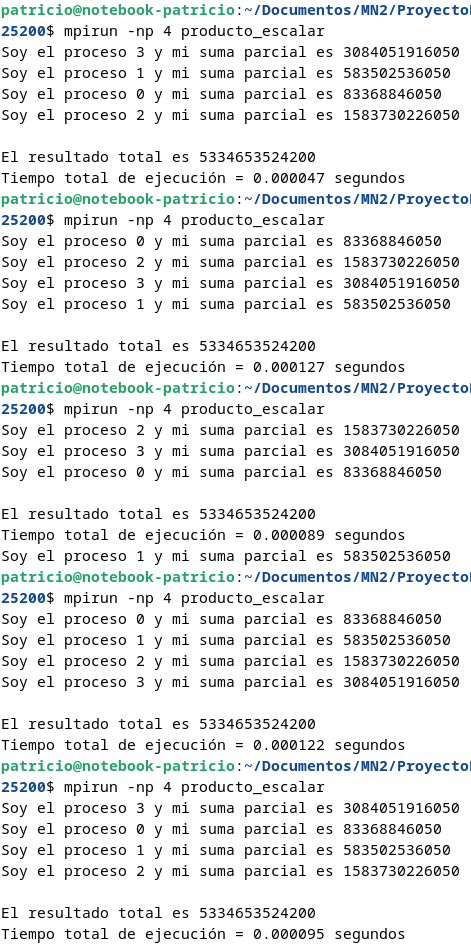 patricio@notebook-patricio:~/Documentos/MN2/Proyecto
25200$ mpirun -np 4 producto_escalar
Soy el proceso 3 y mi suma parcial es 3084051916050
Soy el proceso 1 y mi suma parcial es 583502536050
Soy el proceso 0 y mi suma parcial es 83368846050
Soy el proceso 2 y mi suma parcial es 1583730226050
El resultado total es 5334653524200
Tiempo total de ejecución = 0.000047 segundos
patricio@notebook-patricio:~/Documentos/MN2/Proyecto
25200$ mpirun -np 4 producto_escalar
Soy el proceso 0 y mi suma parcial es 83368846050
Soy el proceso 2 y mi suma parcial es 1583730226050
Soy el proceso 3 y mi suma parcial es 3084051916050
Soy el proceso 1 y mi suma parcial es 583502536050
El resultado total es 5334653524200
Tiempo total de ejecución = 0.000127 segundos
patricio@notebook-patricio:~/Documentos/MN2/Proyecto
25200$ mpirun -np 4 producto_escalar
Soy el proceso 2 y mi suma parcial es 1583730226050
Soy el proceso 3 y mi suma parcial es 3084051916050
Soy el proceso 0 y mi suma parcial es 83368846050
El resultado total es 5334653524200
Tiempo total de ejecución = 0.000089 segundos
Soy el proceso 1 y mi suma parcial es 583502536050
patricio@notebook-patricio:~/Documentos/MN2/Proyecto
25200$ mpirun -np 4 producto_escalar
Soy el proceso 0 y mi suma parcial es 83368846050
Soy el proceso 1 y mi suma parcial es 583502536050
Soy el proceso 2 y mi suma parcial es 1583730226050
Soy el proceso 3 y mi suma parcial es 3084051916050
El resultado total es 5334653524200
Tiempo total de ejecución = 0.000122 segundos
patricio@notebook-patricio:~/Documentos/MN2/Proyecto
25200$ mpirun -np 4 producto_escalar
Soy el proceso 3 y mi suma parcial es 3084051916050
Soy el proceso 0 y mi suma parcial es 83368846050
Soy el proceso 1 y mi suma parcial es 583502536050
Soy el proceso 2 y mi suma parcial es 1583730226050
El resultado total es 5334653524200
Tiempo total de ejecución = 0.000095 segundos